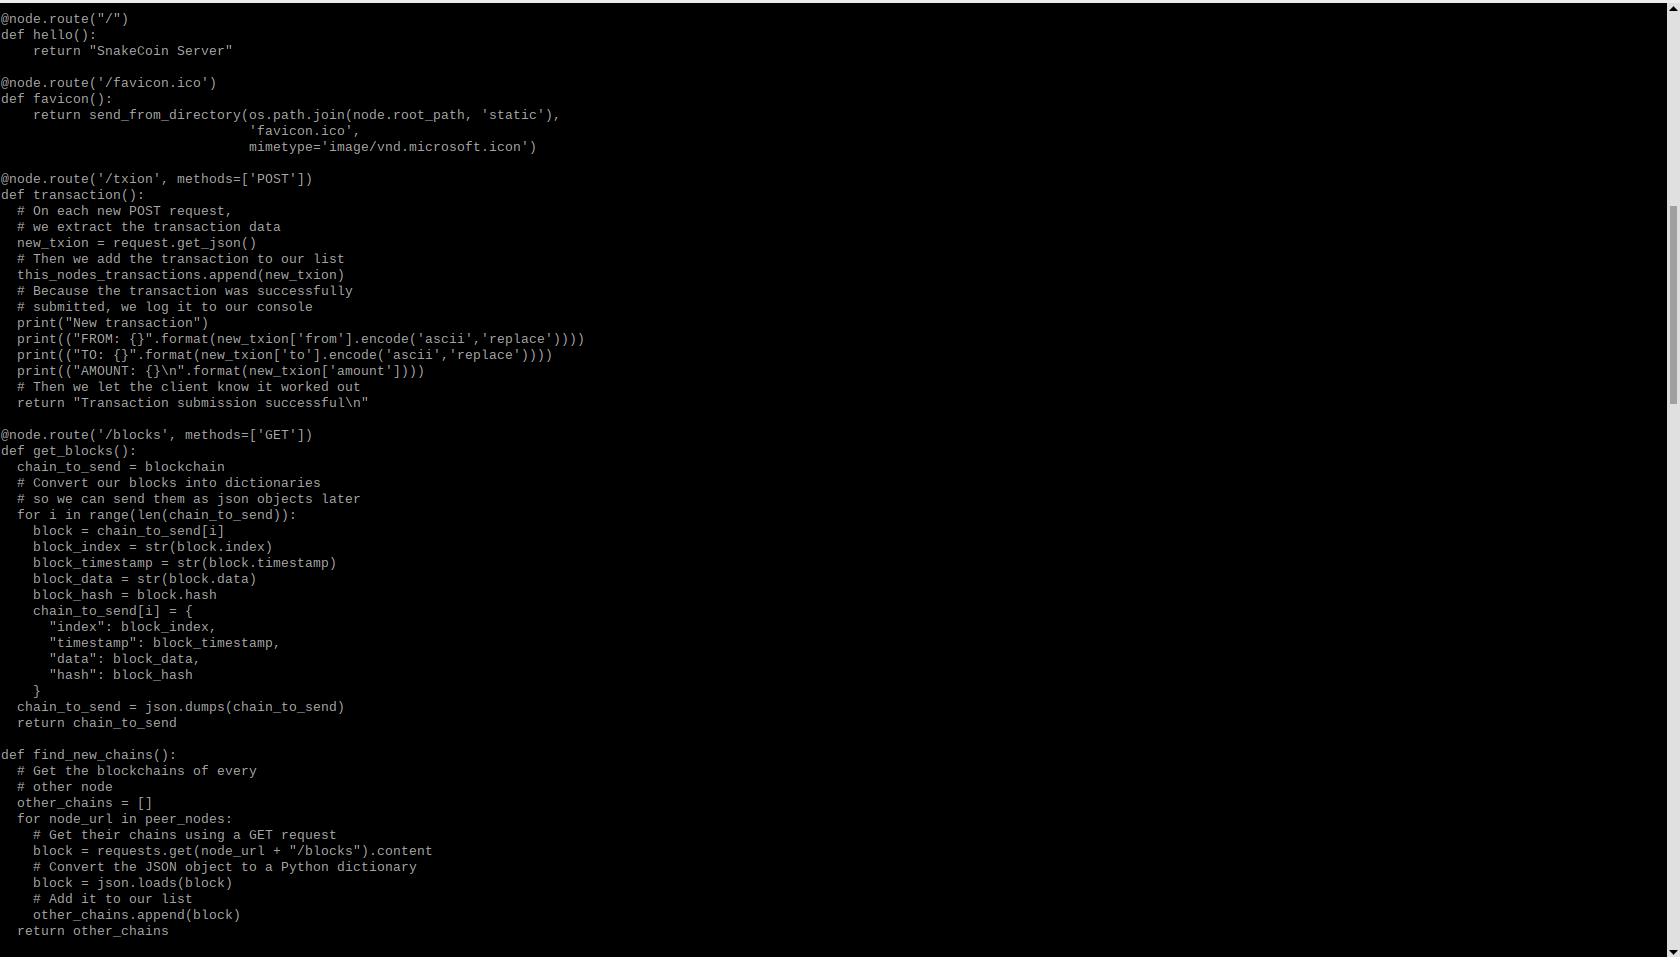 @node.route("/")
def hello():
    return "SnakeCoin Server"

@node.route('/favicon.ico')
def favicon():
    return send_from_directory(os.path.join(node.root_path, 'static'),
                               'favicon.ico',
                               mimetype='image/vnd.microsoft.icon')

@node.route('/txion', methods=['POST'])
def transaction():
  # On each new POST request,
  # we extract the transaction data
  new_txion = request.get_json()
  # Then we add the transaction to our list
  this_nodes_transactions.append(new_txion)
  # Because the transaction was successfully
  # submitted, we log it to our console
  print("New transaction")
  print(("FROM: {}".format(new_txion['from'].encode('ascii','replace'))))
  print(("TO: {}".format(new_txion['to'].encode('ascii','replace'))))
  print(("AMOUNT: {}\n".format(new_txion['amount'])))
  # Then we let the client know it worked out
  return "Transaction submission successful\n"

@node.route('/blocks', methods=['GET'])
def get_blocks():
  chain_to_send = blockchain
  # Convert our blocks into dictionaries
  # so we can send them as json objects later
  for i in range(len(chain_to_send)):
    block = chain_to_send[i]
    block_index = str(block.index)
    block_timestamp = str(block.timestamp)
    block_data = str(block.data)
    block_hash = block.hash
    chain_to_send[i] = {
      "index": block_index,
      "timestamp": block_timestamp,
      "data": block_data,
      "hash": block_hash
    }
  chain_to_send = json.dumps(chain_to_send)
  return chain_to_send

def find_new_chains():
  # Get the blockchains of every
  # other node
  other_chains = []
  for node_url in peer_nodes:
    # Get their chains using a GET request
    block = requests.get(node_url + "/blocks").content
    # Convert the JSON object to a Python dictionary
    block = json.loads(block)
    # Add it to our list
    other_chains.append(block)
  return other_chains